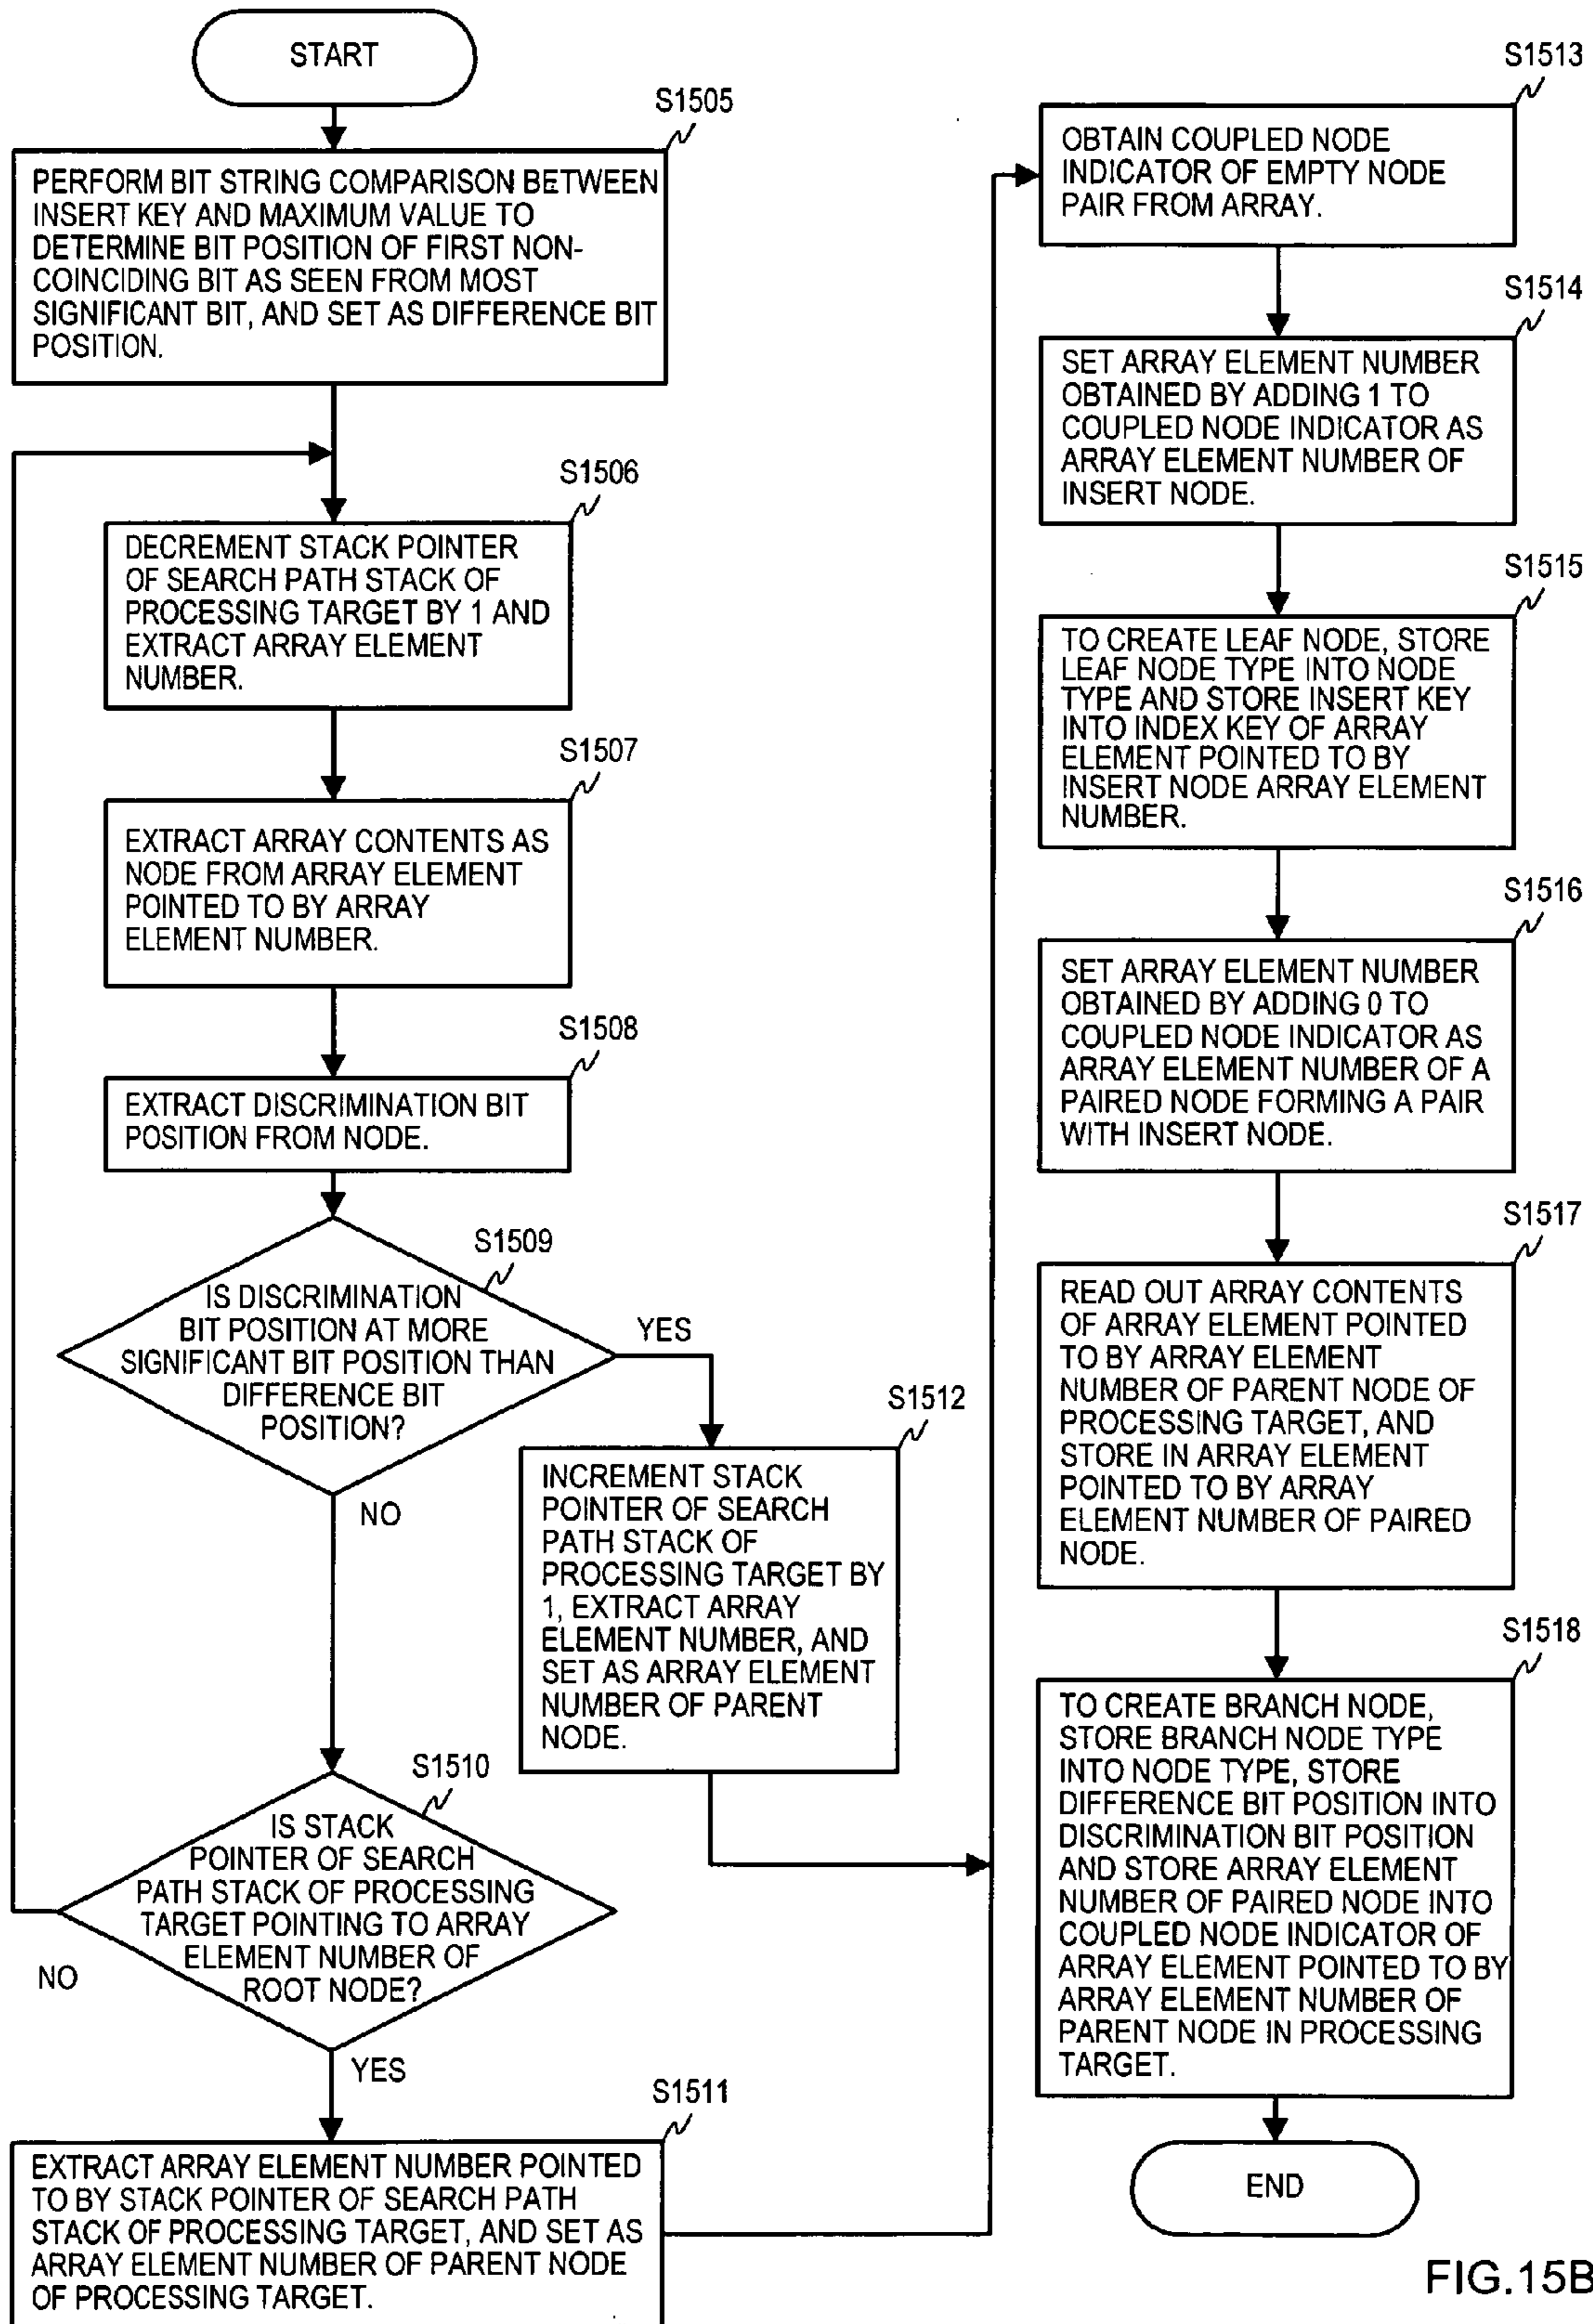 START
S1505
PERFORM BIT STRING COMPARISON BETWEEN
INSERT KEY AND MAXIMUM VALUE TO
DETERMINE BIT POSITION OF FIRST NON-
COINCIDING BIT AS SEEN FROM MOST
SIGNIFICANT BIT, AND SET AS DIFFERENCE BIT
POSITION.
S1506
DECREMENT STACK POINTER
OF SEARCH PATH STACK OF
PROCESSING TARGET BY 1 AND
EXTRACT ARRAY ELEMENT
NUMBER.
S1507
EXTRACT ARRAY CONTENTS AS
NODE FROM ARRAY ELEMENT
POINTED TO BY ARRAY
ELEMENT NUMBER.
S1508
EXTRACT DISCRIMINATION BIT
POSITION FROM NODE.
S1509
IS DISCRIMINATION
BIT POSITION AT MORE
SIGNIFICANT BIT POSITION THAN
DIFFERENCE BIT
POSITION?
YES
NO
S1512
INCREMENT STACK
POINTER OF SEARCH
PATH STACK OF
PROCESSING TARGET BY
1, EXTRACT ARRAY
ELEMENT NUMBER, AND
SET AS ARRAY ELEMENT
NUMBER OF PARENT
NODE.
S1510
IS STACK
POINTER OF SEARCH
PATH STACK OF PROCESSING
TARGET POINTING TO ARRAY
ELEMENT NUMBER OF
ROOT NODE?
NO
YES
S1511
EXTRACT ARRAY ELEMENT NUMBER POINTED
TO BY STACK POINTER OF SEARCH PATH
STACK OF PROCESSING TARGET, AND SET AS
ARRAY ELEMENT NUMBER OF PARENT NODE
OF PROCESSING TARGET.
S1513
OBTAIN COUPLED NODE
INDICATOR OF EMPTY NODE
PAIR FROM ARRAY.
S1514
SET ARRAY ELEMENT NUMBER
OBTAINED BY ADDING 1 TO
COUPLED NODE INDICATOR AS
ARRAY ELEMENT NUMBER OF
INSERT NODE.
S1515
TO CREATE LEAF NODE, STORE
LEAF NODE TYPE INTO NODE
TYPE AND STORE INSERT KEY
INTO INDEX KEY OF ARRAY
ELEMENT POINTED TO BY
INSERT NODE ARRAY ELEMENT
NUMBER.
S1516
SET ARRAY ELEMENT NUMBER
OBTAINED BY ADDING 0 TO
COUPLED NODE INDICATOR AS
ARRAY ELEMENT NUMBER OF A
PAIRED NODE FORMING A PAIR
WITH INSERT NODE.
S1517
READ OUT ARRAY CONTENTS
OF ARRAY ELEMENT POINTED
TO BY ARRAY ELEMENT
NUMBER OF PARENT NODE OF
PROCESSING TARGET, AND
STORE IN ARRAY ELEMENT
POINTED TO BY ARRAY
ELEMENT NUMBER OF PAIRED
NODE.
S1518
TO CREATE BRANCH NODE,
STORE BRANCH NODE TYPE
INTO NODE TYPE, STORE
DIFFERENCE BIT POSITION INTO
DISCRIMINATION BIT POSITION
AND STORE ARRAY ELEMENT
NUMBER OF PAIRED NODE INTO
COUPLED NODE INDICATOR OF
ARRAY ELEMENT POINTED TO BY
ARRAY ELEMENT NUMBER OF
PARENT NODE IN PROCESSING
TARGET.
END
FIG.15B